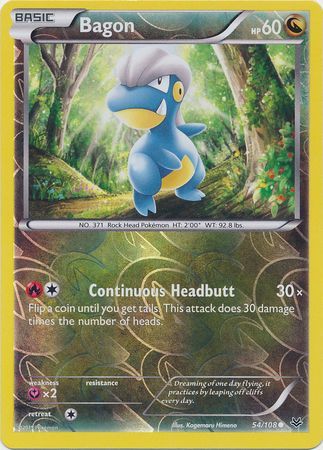 BASIC
Bagon HP60
NO. 371 Rock Head Pokémon HT: 2'00" WT: 92.8 lbs.
Continuous Headbutt 30×
Flip a coin until you get tails. This attack does 30 damage
times the number of heads.
weakness resistance
×2
retreat
Dreaming of one day flying, it
practices by leaping off cliffs
every day.
Illus. Kagemaru Himeno
54/108
©2015 Pokémon